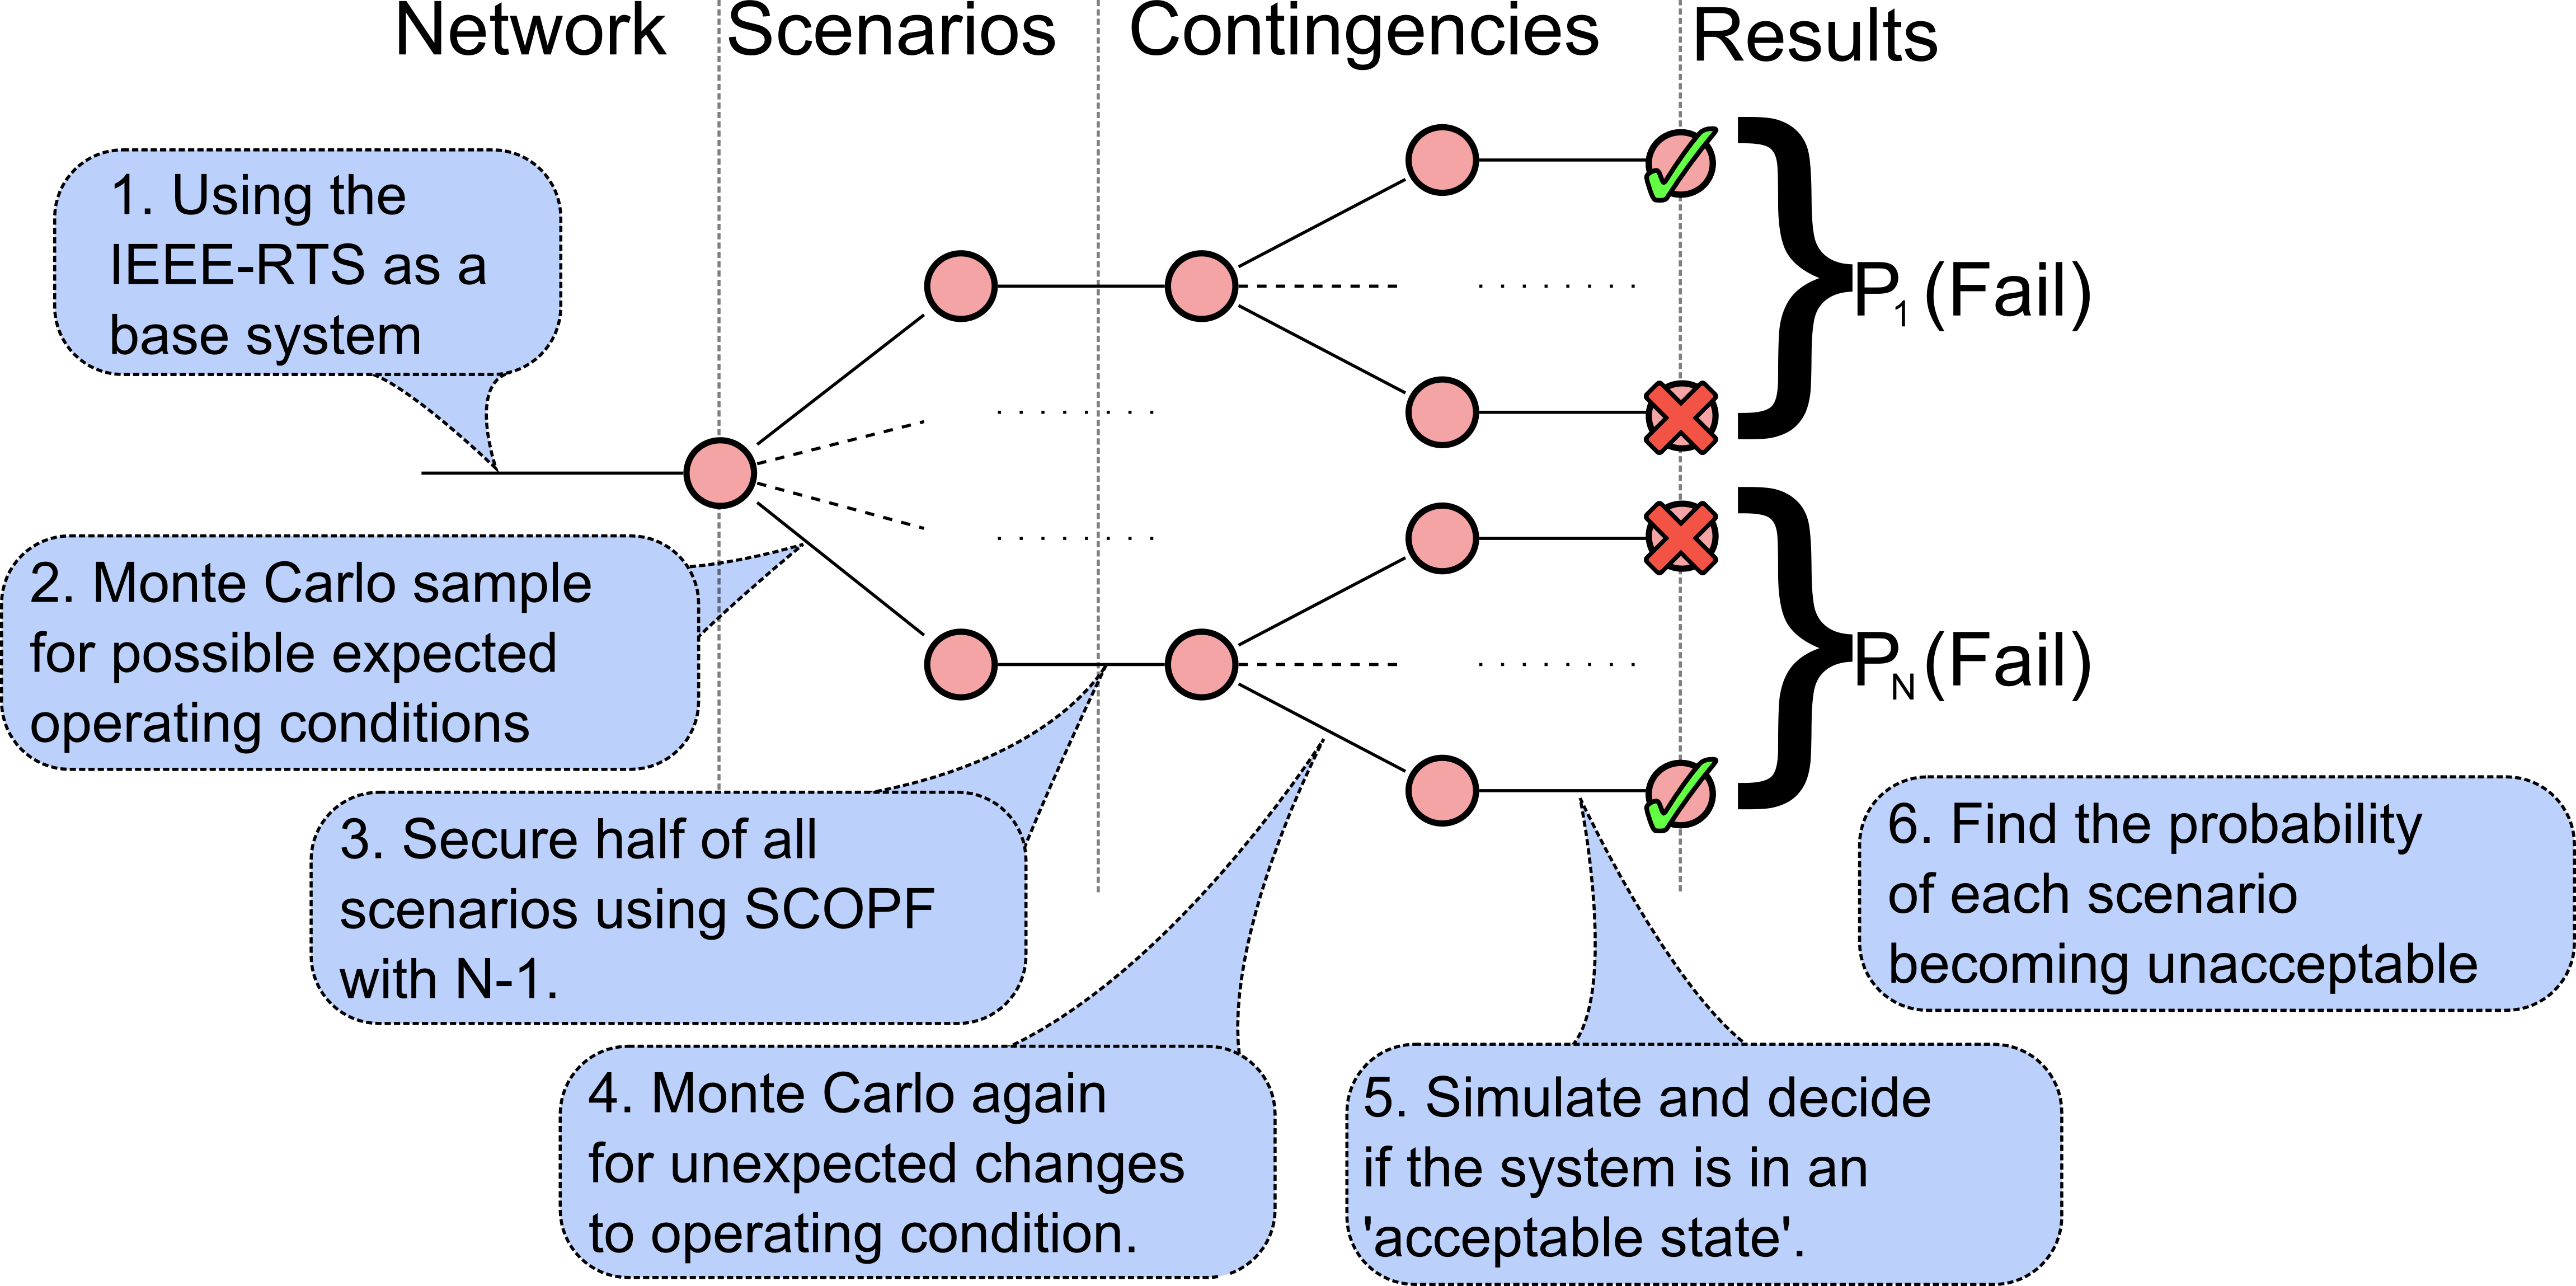 Network
Scenarios
Contingencies
Results
1. Using the
IEEE-RTS as a
base system
P1 (Fail)
2. Monte Carlo sample
for possible expected
operating conditions
PN (Fail)
3. Secure half of all
scenarios using SCOPF
with N-1.
4. Monte Carlo again
for unexpected changes
to operating condition.
5. Simulate and decide
if the system is in an
'acceptable state'.
6. Find the probability
of each scenario
becoming unacceptable